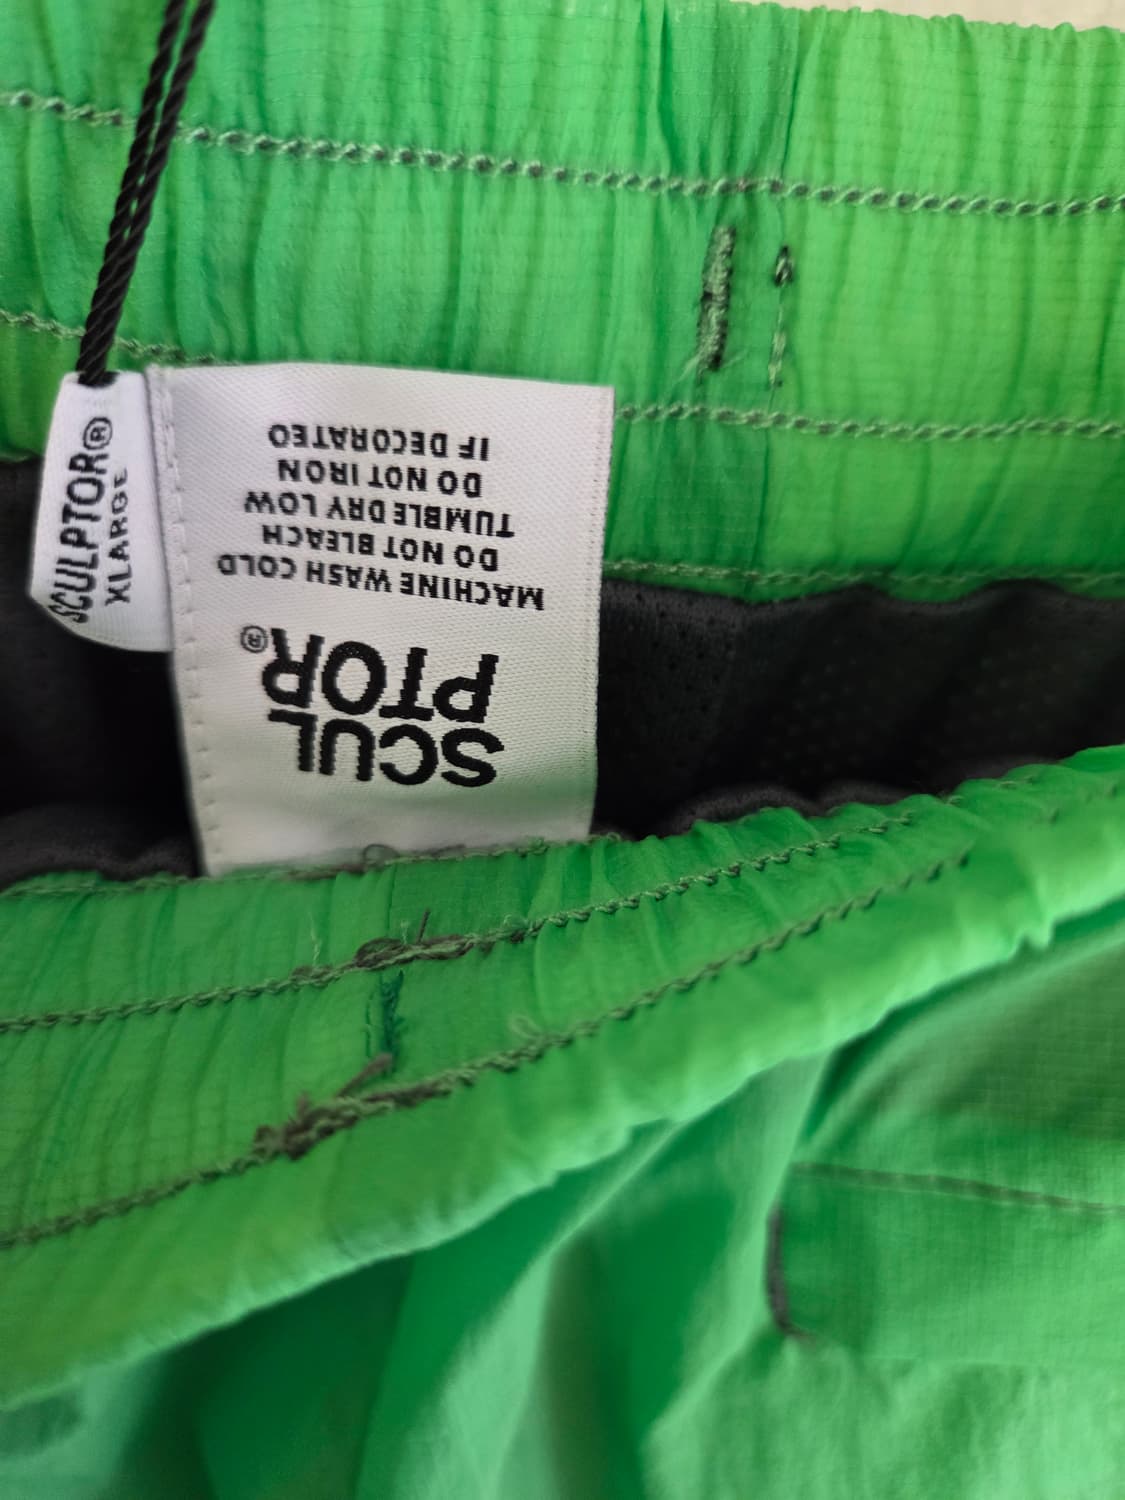 SCULPTOR®
XLARGE
SCUL
PTOR®
MACHINE WASH COLD
DO NOT BLEACH
TUMBLE DRY LOW
DO NOT IRON
IF DECORATED